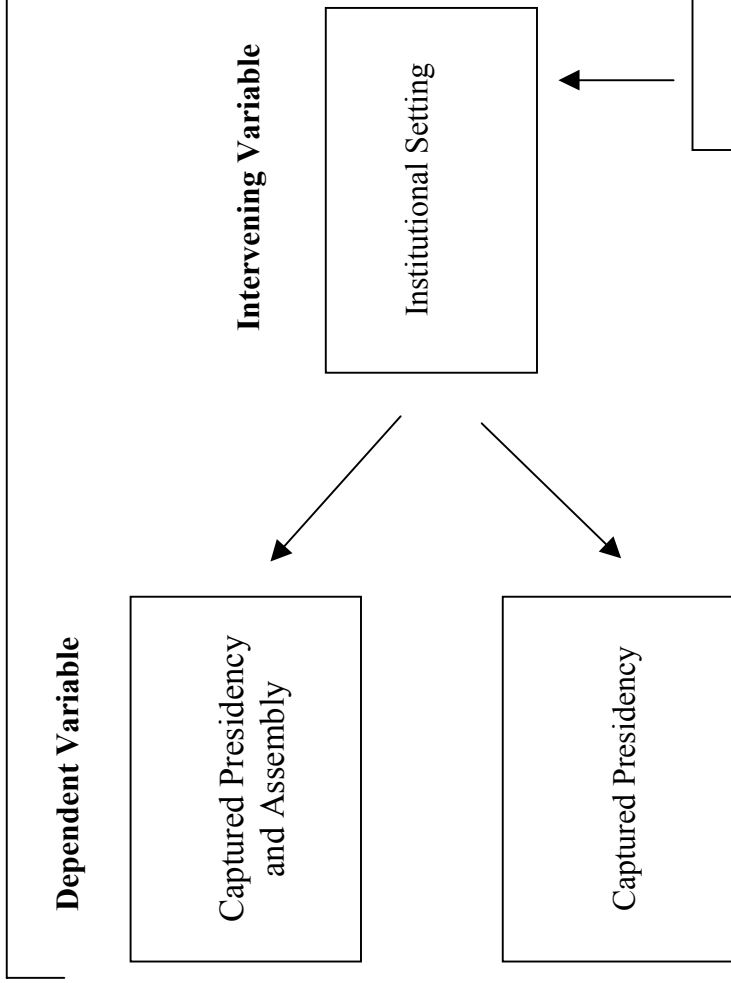 Dependent Variable
Captured Presidency
and Assembly
Captured Presidency
Intervening Variable
Institutional Setting